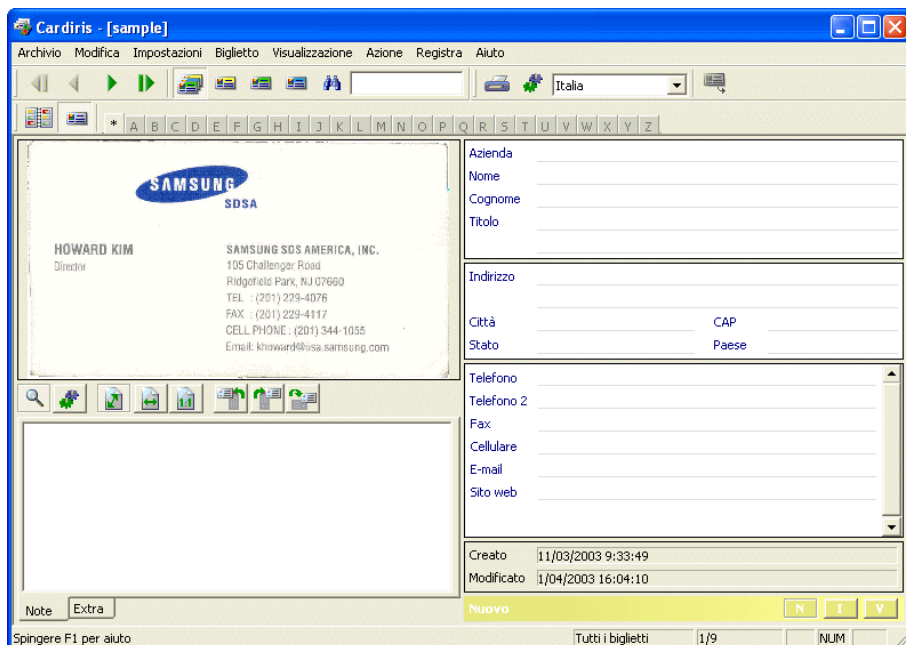 Cardiris - [sample]
Archivio Modifica Impostazioni Biglietto Visualizzazione Azione Registra Aiuto
Italia
* A B C D E F G H I J K L M N O P Q R S T U V W X Y Z
SAMSUNG
SDSA
HOWARD KIM
Director
SAMSUNG SDS AMERICA, INC.
105 Challenger Road
Ridgefield Park, NJ 07660
TEL : (201) 229-4076
FAX : (201) 229-4117
CELL PHONE : (201) 344-1055
Email: khoward@usa.samsung.com
Azienda
Nome
Cognome
Titolo
Indirizzo
Città CAP
Stato Paese
1:1
Telefono
Telefono 2
Fax
Cellulare
E-mail
Sito web
Creato 11/03/2003 9:33:49
Modificato 1/04/2003 16:04:10
Note Extra
Nuovo N I V
Spingere F1 per aiuto Tutti i biglietti 1/9 NUM